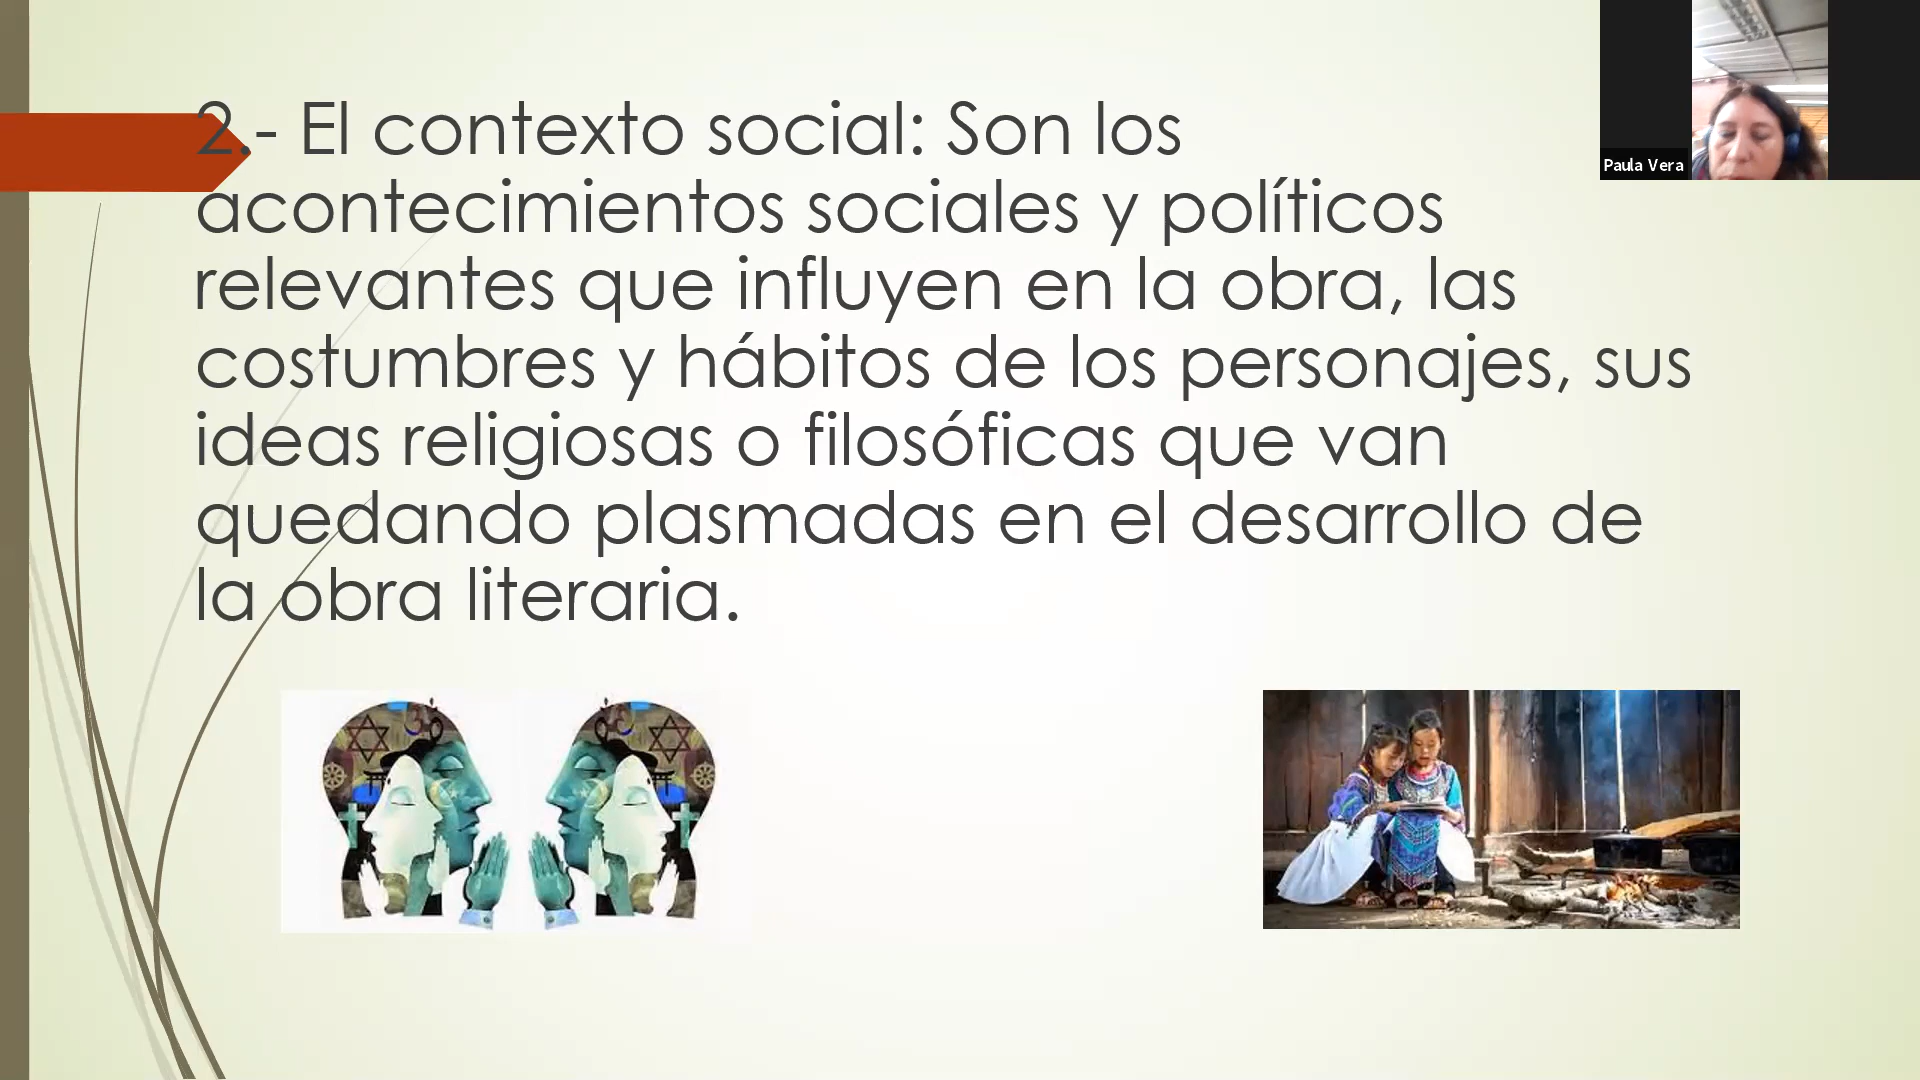 2.- El contexto social: Son los
acontecimientos sociales y políticos
relevantes que influyen en la obra, las
costumbres y hábitos de los personajes, sus
ideas religiosas o filosóficas que van
quedando plasmadas en el desarrollo de
la obra literaria.
Paula Vera